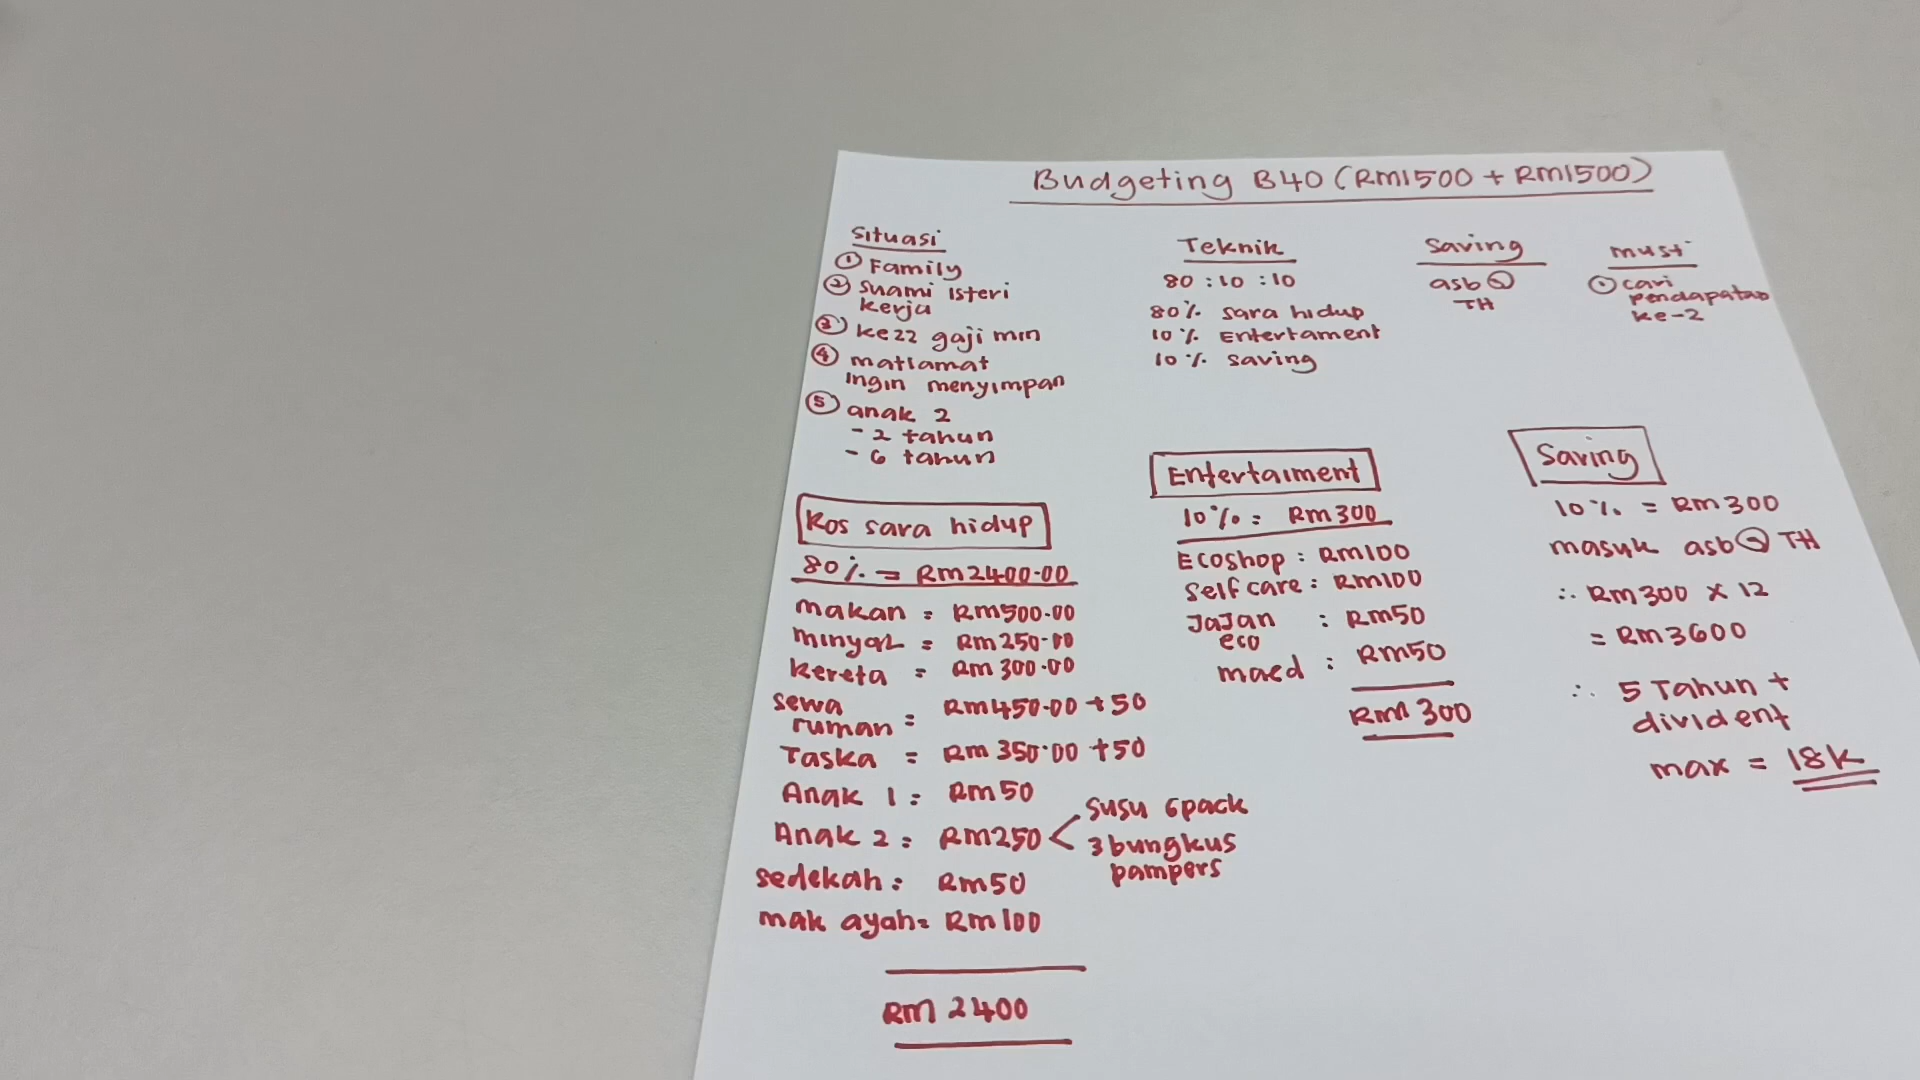 Budgeting B40 (RM1500 + RM1500)
Situasi
① Family
② suami isteri
kerja
③ ke22 gaji min
④ matlamat
ingin menyimpan
⑤ anak 2
- 2 tahun
- 6 tahun
Teknik
80 : 10 : 10
80% sara hidup
10% Entertament
10% saving
Saving
asb
TH
must
① cari
pendapatan
ke-2
Kos sara hidup
80% = RM2400.00
makan = RM500.00
minyak = RM250.00
kereta = RM300.00
sewa
rumah = RM450.00 + 50
Taska = RM350.00 + 50
Anak 1 : RM50
Anak 2 : RM250 < susu 6pack
3 bungkus
pampers
sedekah : RM50
mak ayah = RM100
RM 2400
Entertaiment
10% = RM300
Ecoshop : RM100
Selfcare : RM100
Jajan : RM50
eco
maed : RM50
RM 300
Saving
10% = RM300
masuk asb TH
∴ RM300 x 12
= RM3600
∴ 5 Tahun +
divident
max = 18k